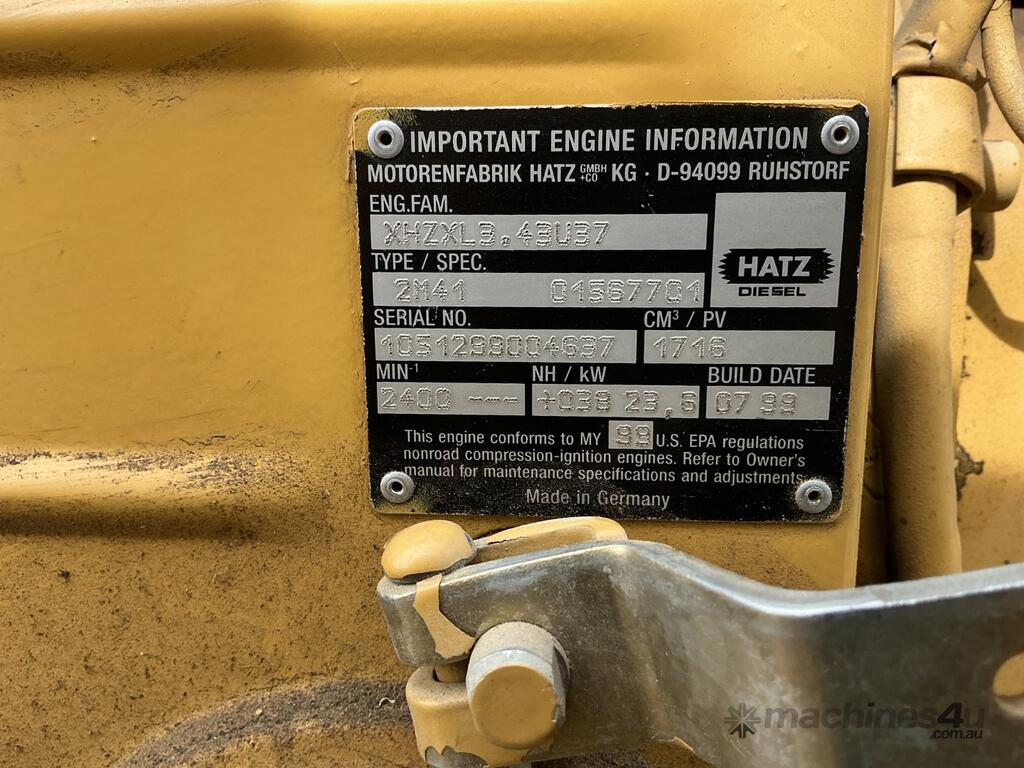 IMPORTANT ENGINE INFORMATION
MOTORENFABRIK HATZ GMBH +CO KG · D-94099 RUHSTORF
ENG.FAM.
XHZXL3.43U37
TYPE / SPEC.
2M41 01567701
HATZ
DIESEL
SERIAL NO. CM³ / PV
1051299004637 1716
MIN⁻¹ NH / kW BUILD DATE
2400 --- +038 23,6 07 99
This engine conforms to MY 99 U.S. EPA regulations
nonroad compression-ignition engines. Refer to Owner's
manual for maintenance specifications and adjustments.
Made in Germany
machines4u
.com.au